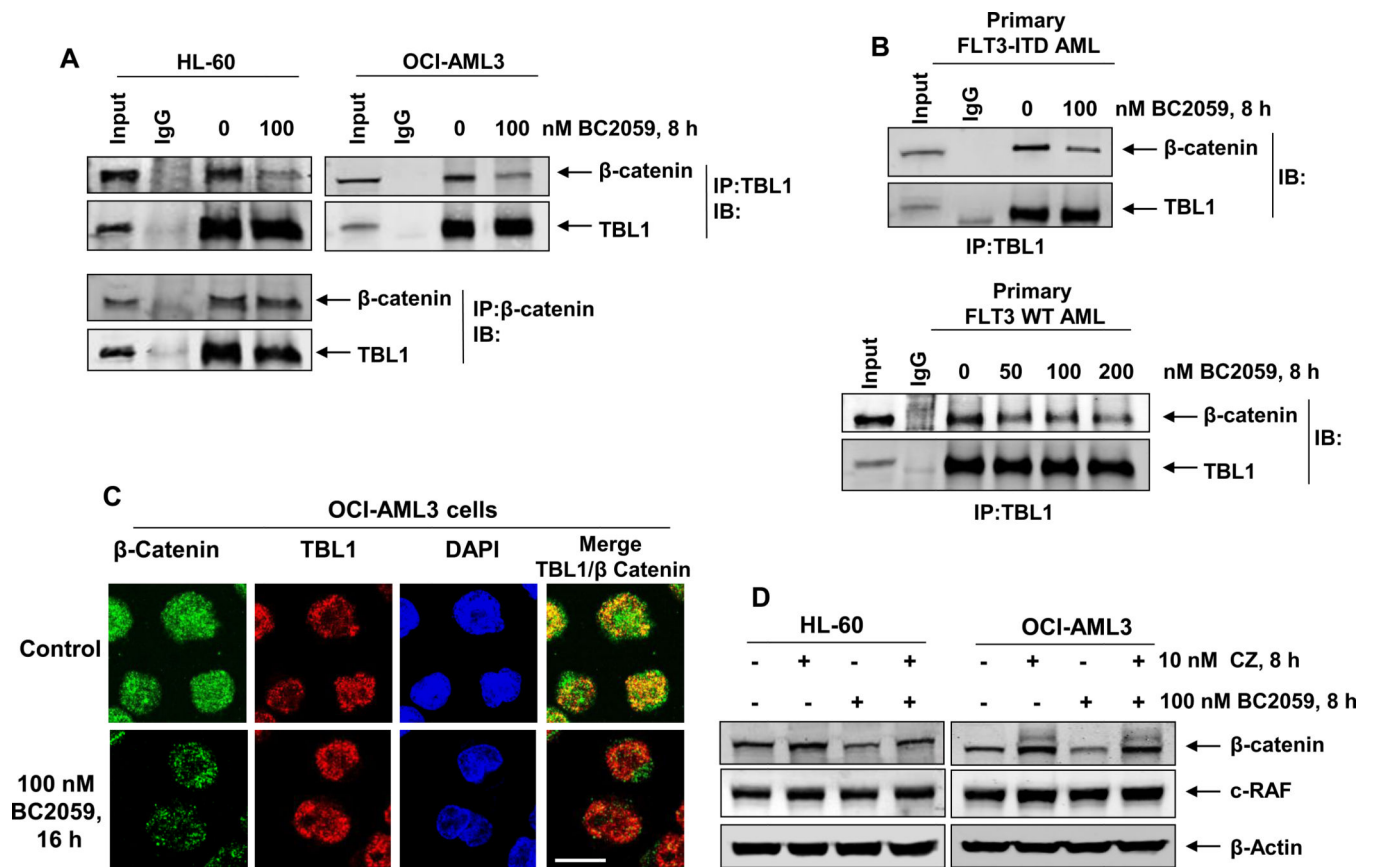 A
HL-60
OCI-AML3
Input
IgG
0
100
Input
IgG
0
100
nM BC2059, 8 h
β-catenin
TBL1
IP:TBL1
IB:
β-catenin
TBL1
IP:β-catenin
IB:
B
Primary
FLT3-ITD AML
Input
IgG
0
100
nM BC2059, 8 h
β-catenin
TBL1
IB:
IP:TBL1
Primary
FLT3 WT AML
Input
IgG
0
50
100
200
nM BC2059, 8 h
β-catenin
TBL1
IB:
IP:TBL1
C
OCI-AML3 cells
β-Catenin
TBL1
DAPI
Merge
TBL1/β Catenin
Control
100 nM
BC2059,
16 h
D
HL-60
OCI-AML3
- + - + - + - + 10 nM CZ, 8 h
- - + + - - + + 100 nM BC2059, 8 h
β-catenin
c-RAF
β-Actin